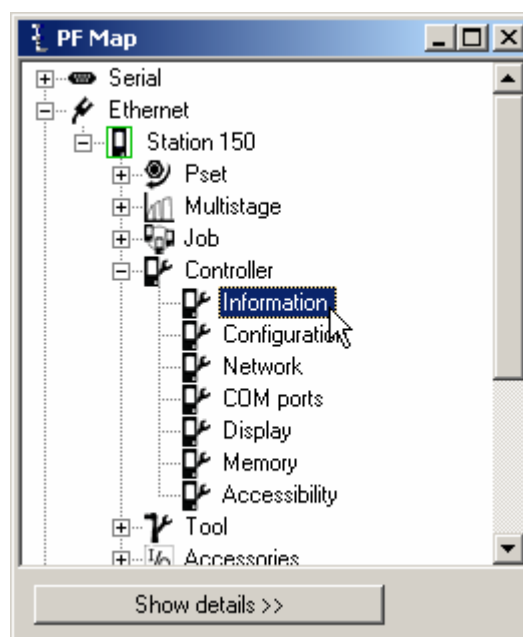 PF Map
Serial
Ethernet
Station 150
Pset
Multistage
Job
Controller
Information
Configuration
Network
COM ports
Display
Memory
Accessibility
Tool
I/o Accessories
Show details >>